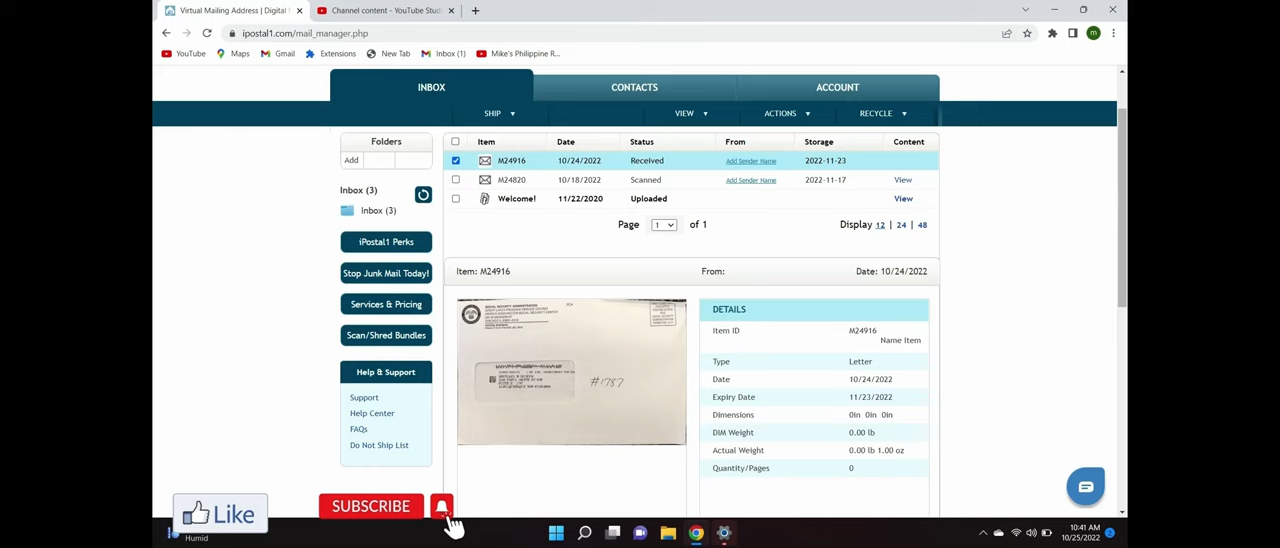 Virtual Mailing Address | Digital
Channel content - YouTube Stud
ipostal1.com/mail_manager.php
m
YouTube
Maps
Gmail
Extensions
New Tab
Inbox (1)
Mike's Philippine R...
INBOX
CONTACTS
ACCOUNT
SHIP
VIEW
ACTIONS
RECYCLE
Folders
Add
Inbox (3)
Inbox (3)
iPostal1 Perks
Stop Junk Mail Today!
Services & Pricing
Scan/Shred Bundles
Help & Support
Support
Help Center
FAQs
Do Not Ship List
Item Date Status From Storage Content
M24916 10/24/2022 Received Add Sender Name 2022-11-23
M24820 10/18/2022 Scanned Add Sender Name 2022-11-17 View
Welcome! 11/22/2020 Uploaded View
Page 1 of 1
Display 12 | 24 | 48
Item: M24916 From: Date: 10/24/2022
SOCIAL SECURITY ADMINISTRATION
#1787
DETAILS
Item ID M24916
Name Item
Type Letter
Date 10/24/2022
Expiry Date 11/23/2022
Dimensions 0in 0in 0in
DIM Weight 0.00 lb
Actual Weight 0.00 lb 1.00 oz
Quantity/Pages 0
Like
SUBSCRIBE
Humid
10:41 AM
10/25/2022
2